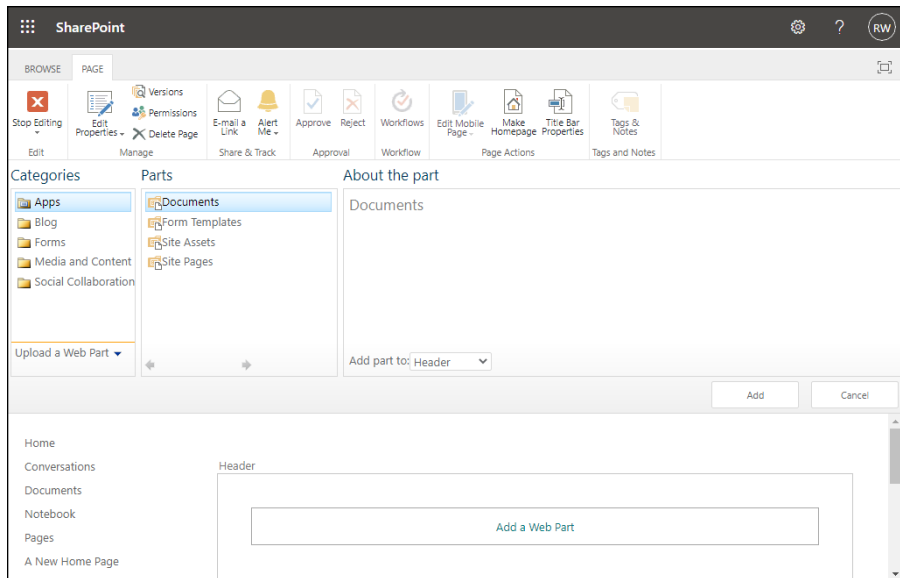 SharePoint
?
RW
BROWSE PAGE
Stop Editing
Edit Properties
Versions
Permissions
Delete Page
E-mail a Link
Alert Me
Approve
Reject
Workflows
Edit Mobile Page
Make Homepage
Title Bar Properties
Tags & Notes
Edit Manage Share & Track Approval Workflow Page Actions Tags and Notes
Categories Parts About the part
Apps
Blog
Forms
Media and Content
Social Collaboration
Upload a Web Part
Documents
Form Templates
Site Assets
Site Pages
Documents
Add part to: Header
Add Cancel
Home
Conversations
Documents
Notebook
Pages
A New Home Page
Header
Add a Web Part